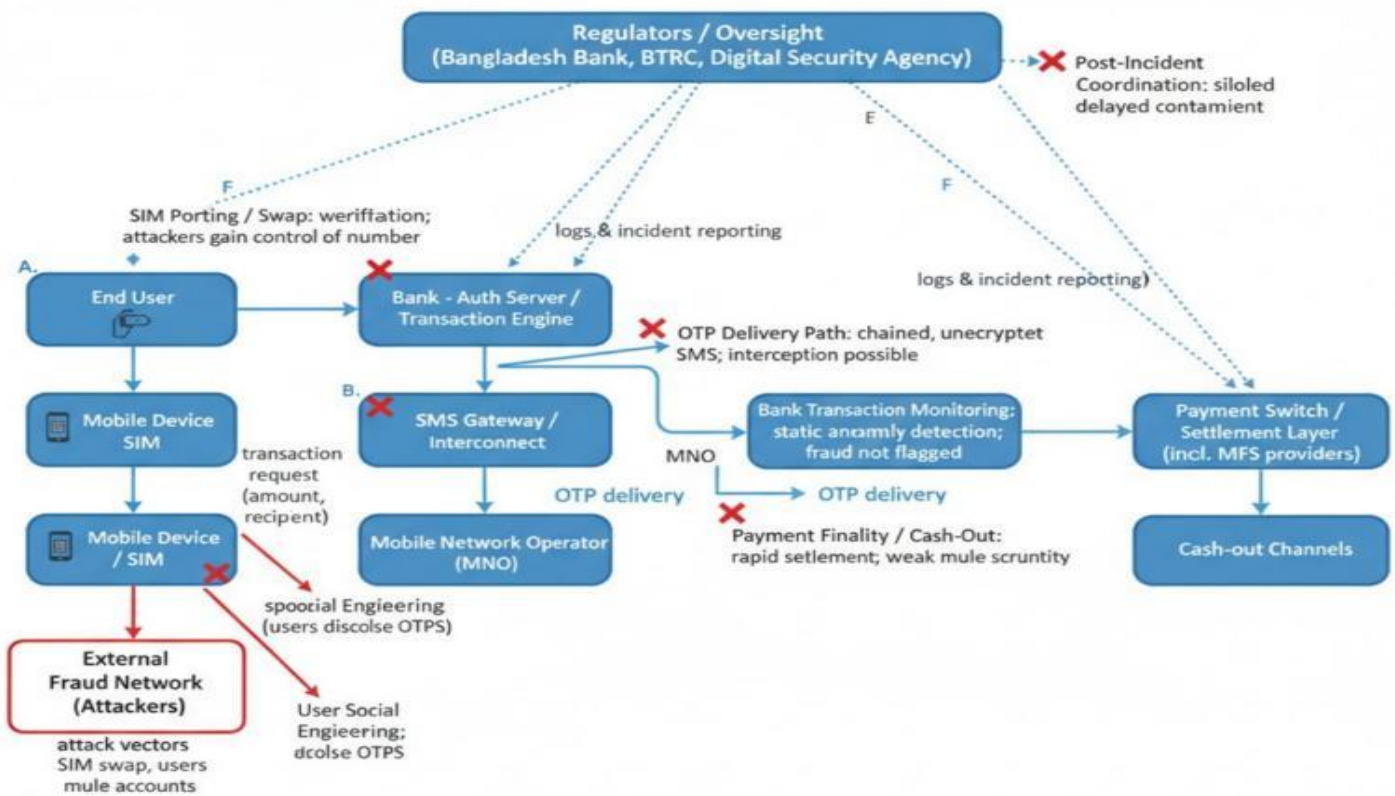 Regulators / Oversight
(Bangladesh Bank, BTRC, Digital Security Agency)
Post-Incident
Coordination: siloled
delayed contamient
E
F
F
SIM Porting / Swap: weriffation;
attackers gain control of number
logs & incident reporting
logs & incident reporting)
A.
End User
Bank - Auth Server /
Transaction Engine
OTP Delivery Path: chained, unecryptet
SMS; interception possible
B.
Mobile Device
SIM
SMS Gateway /
Interconnect
Bank Transaction Monitoring:
static anɔmly detection;
fraud not flagged
Payment Switch /
Settlement Layer
(incl. MFS providers)
transaction
request
(amount,
recipent)
MNO
OTP delivery
OTP delivery
Mobile Device
/ SIM
Mobile Network Operator
(MNO)
Payment Finality / Cash-Out:
rapid setlement; weak mule scruntity
Cash-out Channels
spoɔrial Engieering
(users discolse OTPS)
External
Fraud Network
(Attackers)
User Social
Engieering;
dcolse OTPS
attack vectors
SIM swap, users
mule accounts